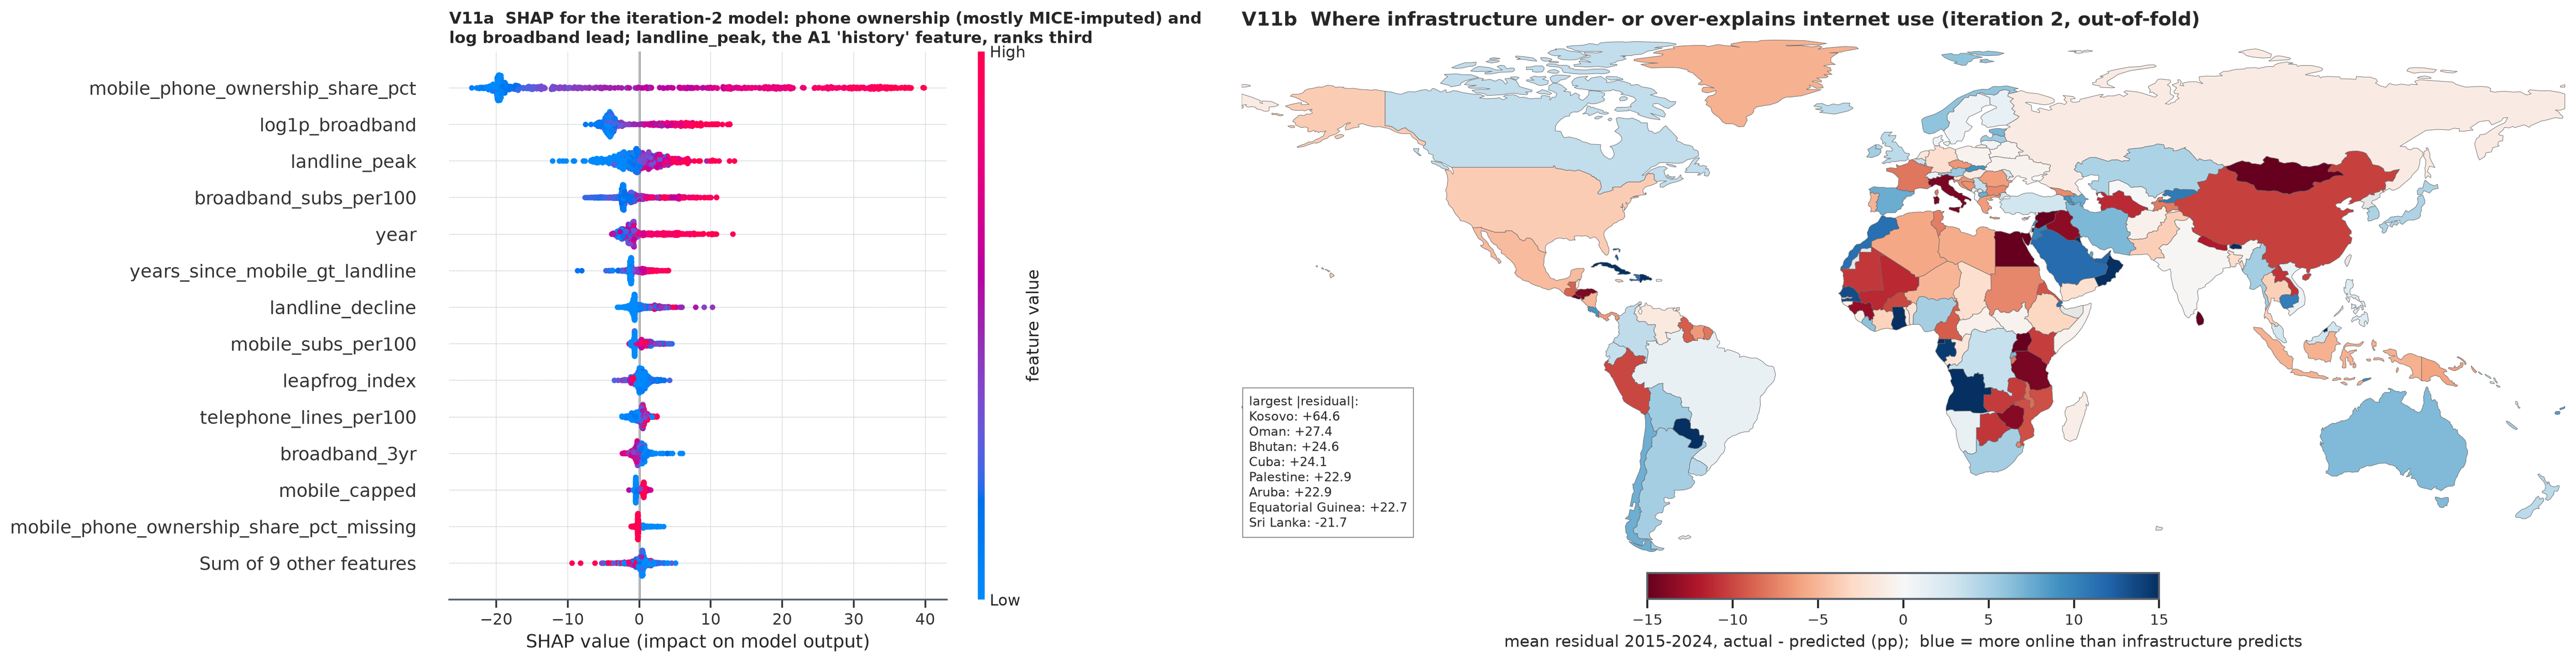 V11a  SHAP for the iteration-2 model: phone ownership (mostly MICE-imputed) and
log broadband lead; landline_peak, the A1 'history' feature, ranks third
High
mobile_phone_ownership_share_pct
log1p_broadband
landline_peak
broadband_subs_per100
year
years_since_mobile_gt_landline
landline_decline
mobile_subs_per100
leapfrog_index
telephone_lines_per100
broadband_3yr
mobile_capped
mobile_phone_ownership_share_pct_missing
Sum of 9 other features
feature value
Low
−20 −10 0 10 20 30 40
SHAP value (impact on model output)
V11b  Where infrastructure under- or over-explains internet use (iteration 2, out-of-fold)
largest |residual|:
Kosovo: +64.6
Oman: +27.4
Bhutan: +24.6
Cuba: +24.1
Palestine: +22.9
Aruba: +22.9
Equatorial Guinea: +22.7
Sri Lanka: -21.7
−15 −10 −5 0 5 10 15
mean residual 2015-2024, actual - predicted (pp);  blue = more online than infrastructure predicts